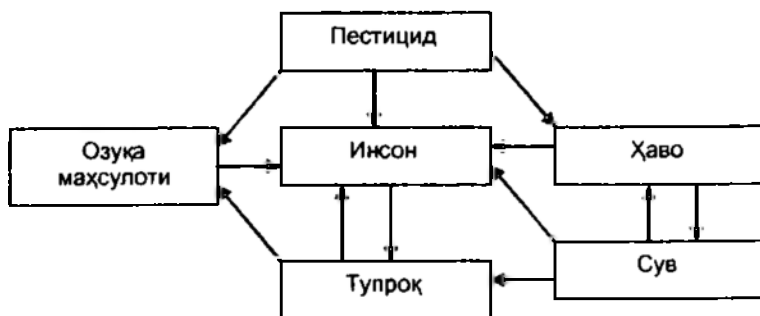 Пестицид
Озуқа
маҳсулоти
Инсон
Ҳаво
Тупроқ
Сув